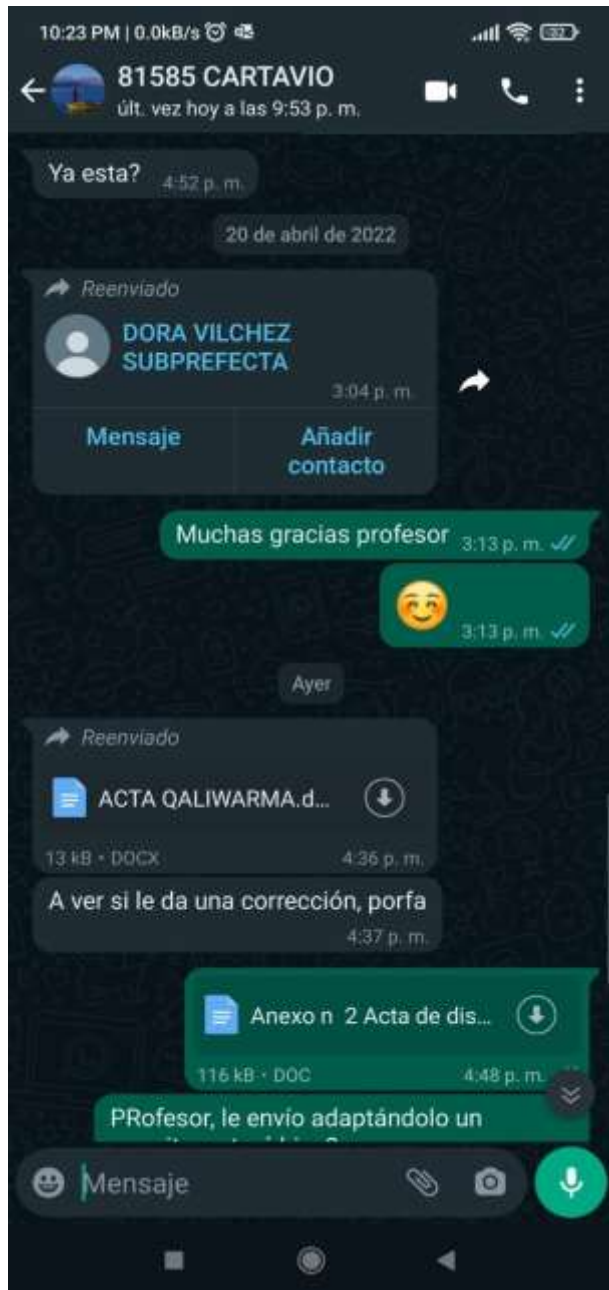 10:23 PM | 0.0kB/s
32
81585 CARTAVIO
últ. vez hoy a las 9:53 p. m.
Ya esta? 4:52 p. m.
20 de abril de 2022
Reenviado
DORA VILCHEZ
SUBPREFECTA
3:04 p. m.
Mensaje Añadir
contacto
Muchas gracias profesor 3:13 p. m.
3:13 p. m.
Ayer
Reenviado
ACTA QALIWARMA.d...
13 kB • DOCX 4:36 p. m.
A ver si le da una corrección, porfa
4:37 p. m.
Anexo n 2 Acta de dis...
116 kB • DOC 4:48 p. m.
PRofesor, le envío adaptándolo un
Mensaje